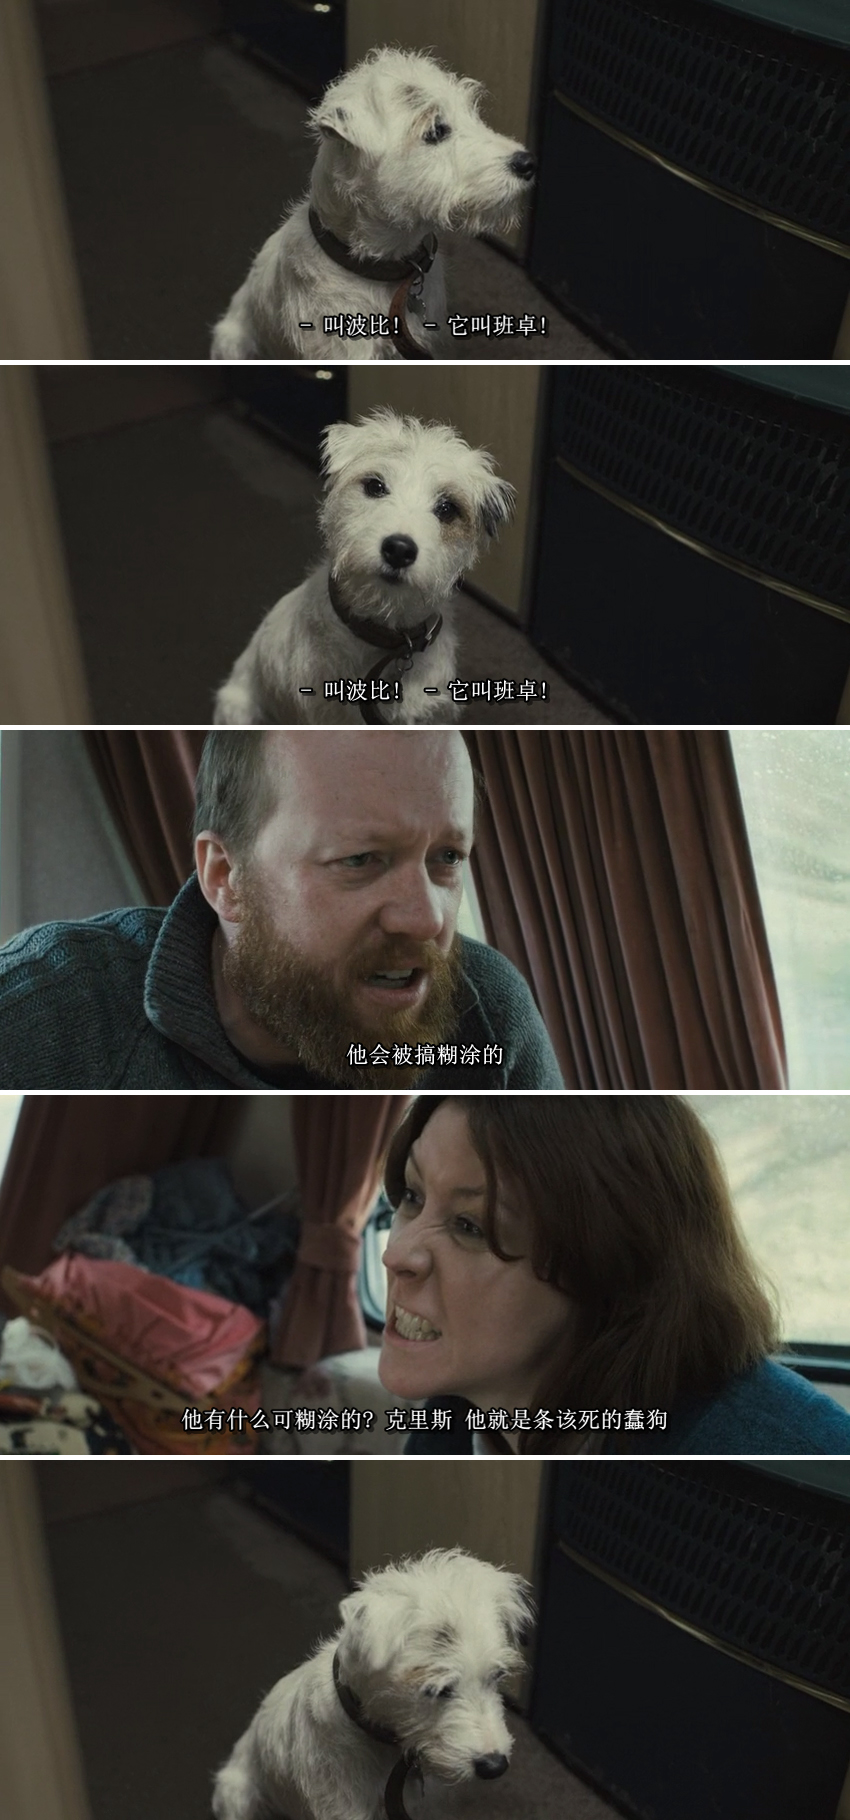 - 叫波比! - 它叫班卓!
- 叫波比! - 它叫班卓!
他会被搞糊涂的
他有什么可糊涂的? 克里斯 他就是条该死的蠢狗